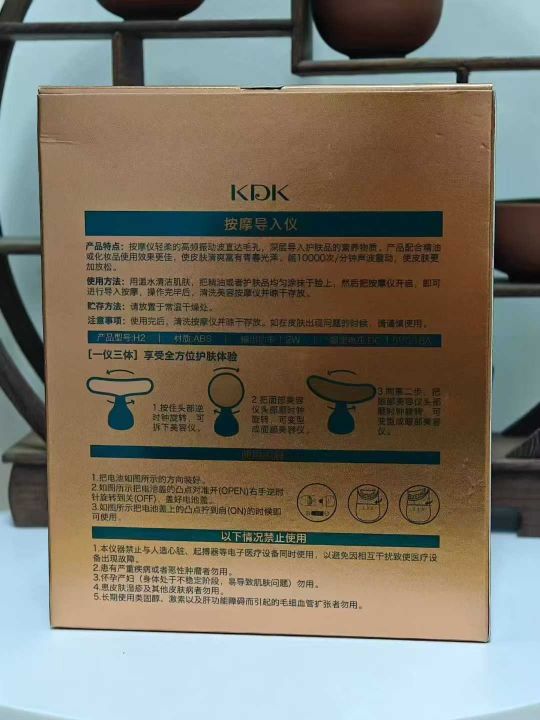 KDK
按摩导入仪
产品特点：按摩仪轻柔的高频振动波直达毛孔，深层导入护肤品的富养物质。产品配合精油
或化妆品使用效果更佳，使皮肤清爽富有青春光泽，超10000次/分钟声波震动，使皮肤更
加放松。
使用方法：用温水清洁肌肤，把精油或者护肤品均匀涂抹于脸上，然后把按摩仪开启，即可
进行导入按摩，操作完毕后，清洗美容按摩仪并晾干存放。
贮存方法：请放置于常温干燥处。
注意事项：使用完后，清洗按摩仪并晾干存放。如在皮肤出现问题的时候，请谨慎使用。
产品型号:H2 材质:ABS
【一仪三体】享受全方位护肤体验
1.按住头部逆
时钟旋转，可
拆下美容仪。
2.把面部美容
仪头部顺时钟
旋转，可变型
成面部美容仪。
3.同第二步，把
眼部美容仪头部
顺时钟旋转，可
变型成眼部美容
仪。
1.把电池如图所示的方向装好。
2.如图所示把电池盖的凸点对准开(OPEN)右手逆时
针旋转到关(OFF)、盖好电池盖。
3.如图所示把电池盖上的凸点拧到启(ON)的时候即
可使用。
以下情况禁止使用
1.本仪器禁止与人造心脏、起搏器等电子医疗设备同时使用，以避免因相互干扰致使医疗设
备出现故障。
2.患有严重疾病或者恶性肿瘤者勿用。
3.怀孕产妇（身体处于不稳定阶段，易导致肌肤问题）勿用。
4.患皮肤湿疹及其他皮肤病者勿用。
5.长期使用类固醇、激素以及肝功能障碍而引起的毛细血管扩张者勿用。